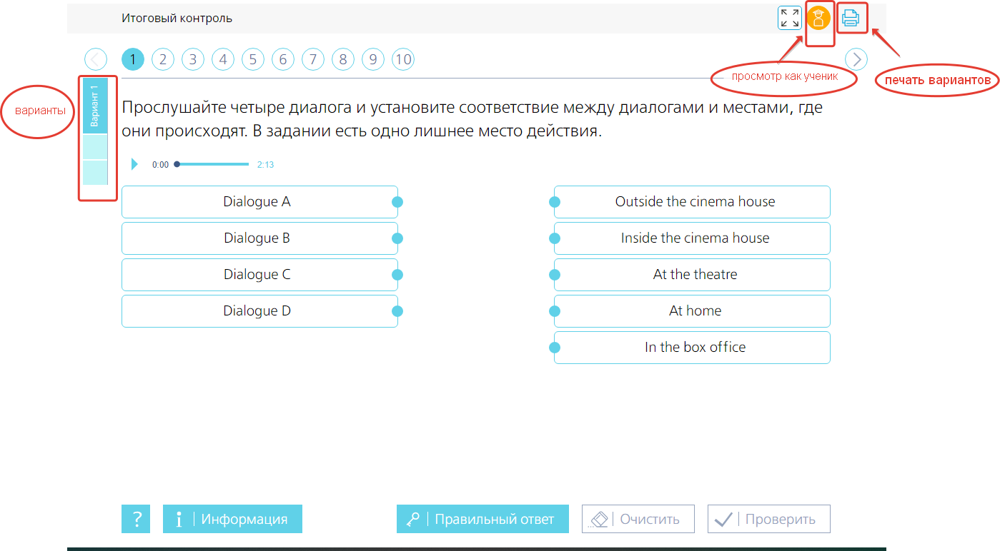 Итоговый контроль
1 2 3 4 5 6 7 8 9 10
просмотр как ученик
печать вариантов
варианты
Вариант 1
Прослушайте четыре диалога и установите соответствие между диалогами и местами, где
они происходят. В задании есть одно лишнее место действия.
0:00 2:13
Dialogue A
Outside the cinema house
Dialogue B
Inside the cinema house
Dialogue C
At the theatre
Dialogue D
At home
In the box office
? i Информация Правильный ответ Очистить Проверить